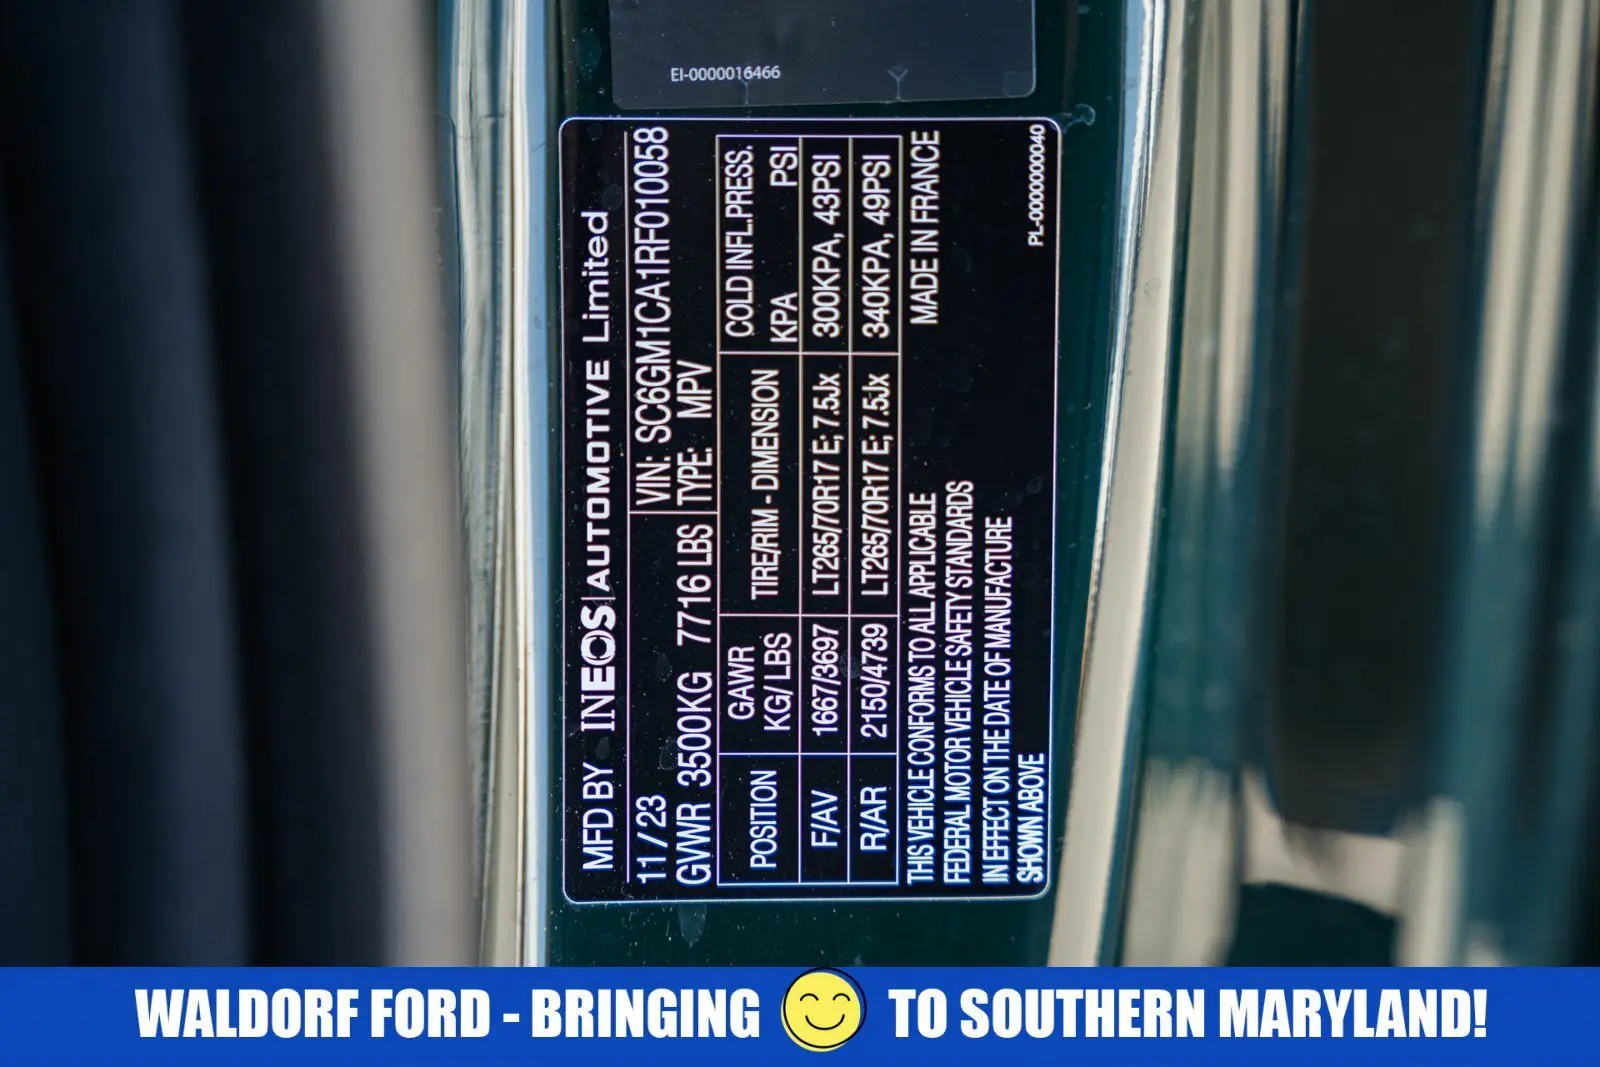 EI-0000016466
MFD BY INEOS AUTOMOTIVE Limited
11/23 VIN: SC6GM1CA1RF010058
GVWR 3500KG 7716 LBS TYPE: MPV
POSITION GAWR KG/ LBS TIRE/RIM - DIMENSION COLD INFL.PRESS. KPA PSI
F/AV 1667/3697 LT265/70R17 E; 7.5Jx 300KPA, 43PSI
R/AR 2150/4739 LT265/70R17 E; 7.5Jx 340KPA, 49PSI
THIS VEHICLE CONFORMS TO ALL APPLICABLE MADE IN FRANCE
FEDERAL MOTOR VEHICLE SAFETY STANDARDS
IN EFFECT ON THE DATE OF MANUFACTURE
SHOWN ABOVE PL-0000000040
WALDORF FORD - BRINGING 😊 TO SOUTHERN MARYLAND!